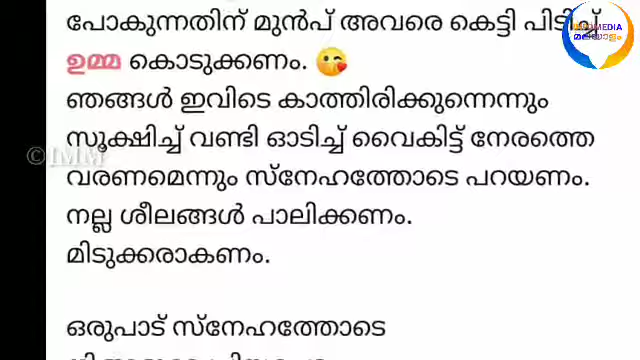 പോകുന്നതിന് മുൻപ് അവരെ കെട്ടി പിടിച്ച്
ഉമ്മ കൊടുക്കണം. 😘
ഞങ്ങൾ ഇവിടെ കാത്തിരിക്കുന്നെന്നും
സൂക്ഷിച്ച് വണ്ടി ഓടിച്ച് വൈകിട്ട് നേരത്തെ
വരണമെന്നും സ്നേഹത്തോടെ പറയണം.
നല്ല ശീലങ്ങൾ പാലിക്കണം.
മിടുക്കരാകണം.
ഒരുപാട് സ്നേഹത്തോടെ
© IMM
മലയാളം